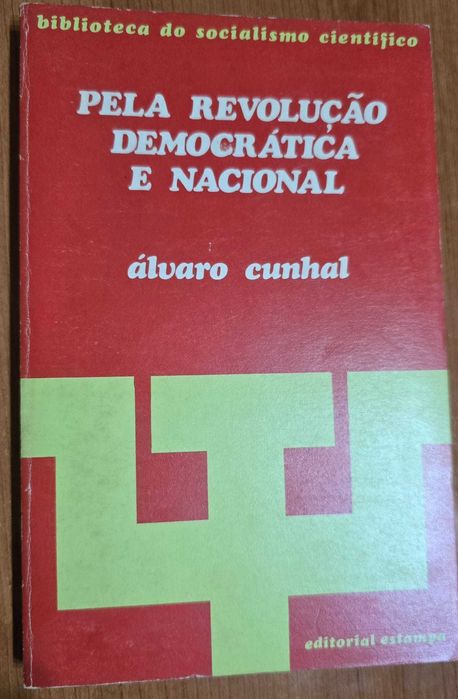 biblioteca do socialismo científico
PELA REVOLUÇÃO
DEMOCRÁTICA
E NACIONAL
álvaro cunhal
editorial estampa